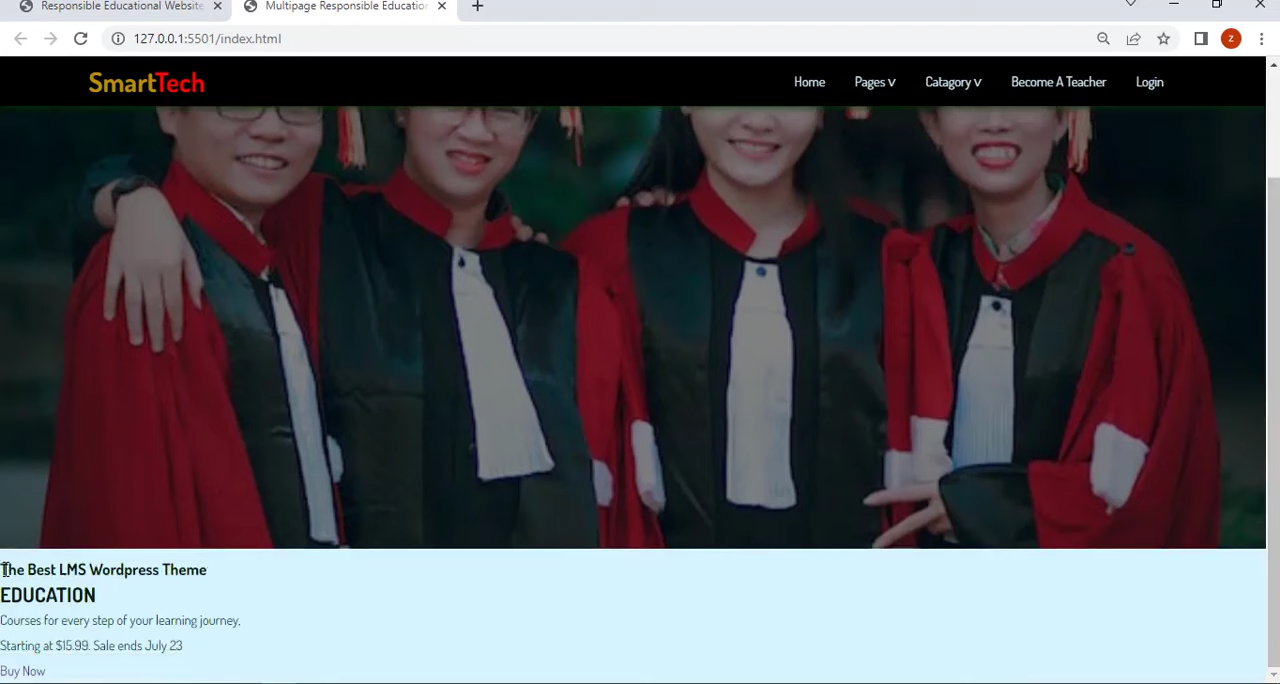 Responsible Educational Website
Multipage Responsible Education
127.0.0.1:5501/index.html
z
SmartTech
Home Pages v Catagory v Become A Teacher Login
The Best LMS Wordpress Theme
EDUCATION
Courses for every step of your learning journey,
Starting at $15.99. Sale ends July 23
Buy Now